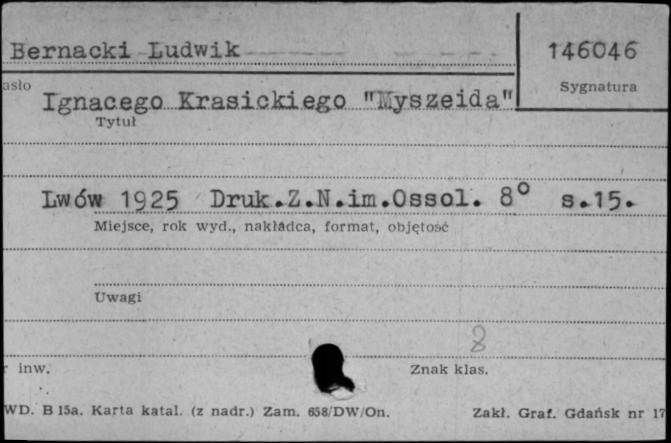 Bernacki Ludwik
146046
asło
Sygnatura
Ignacego Krasickiego "Myszeida"
Tytuł
Lwów 1925 Druk.Z.N.im.Ossol. 8° s.15.
Miejsce, rok wyd., nakładca, format, objętość
Uwagi
8
r inw.
Znak klas.
WD. B 15a. Karta katal. (z nadr.) Zam. 658/DW/On.
Zakł. Graf. Gdańsk nr 17